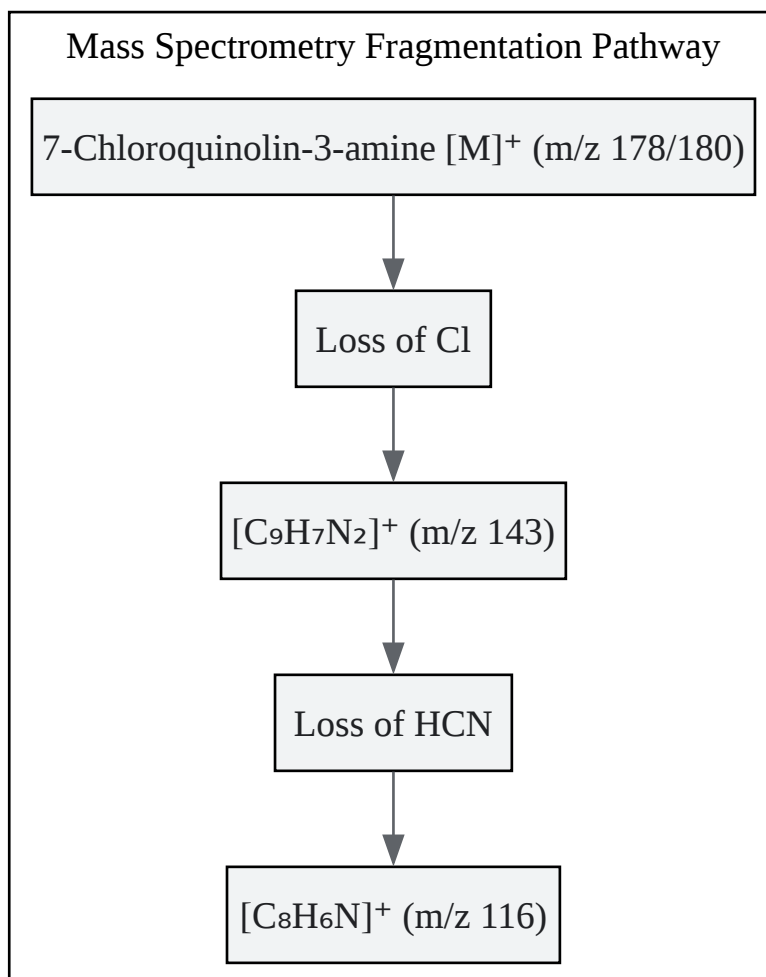 Mass Spectrometry Fragmentation Pathway
7-Chloroquinolin-3-amine [M]⁺ (m/z 178/180)
Loss of Cl
[C₉H₇N₂]⁺ (m/z 143)
Loss of HCN
[C₈H₆N]⁺ (m/z 116)